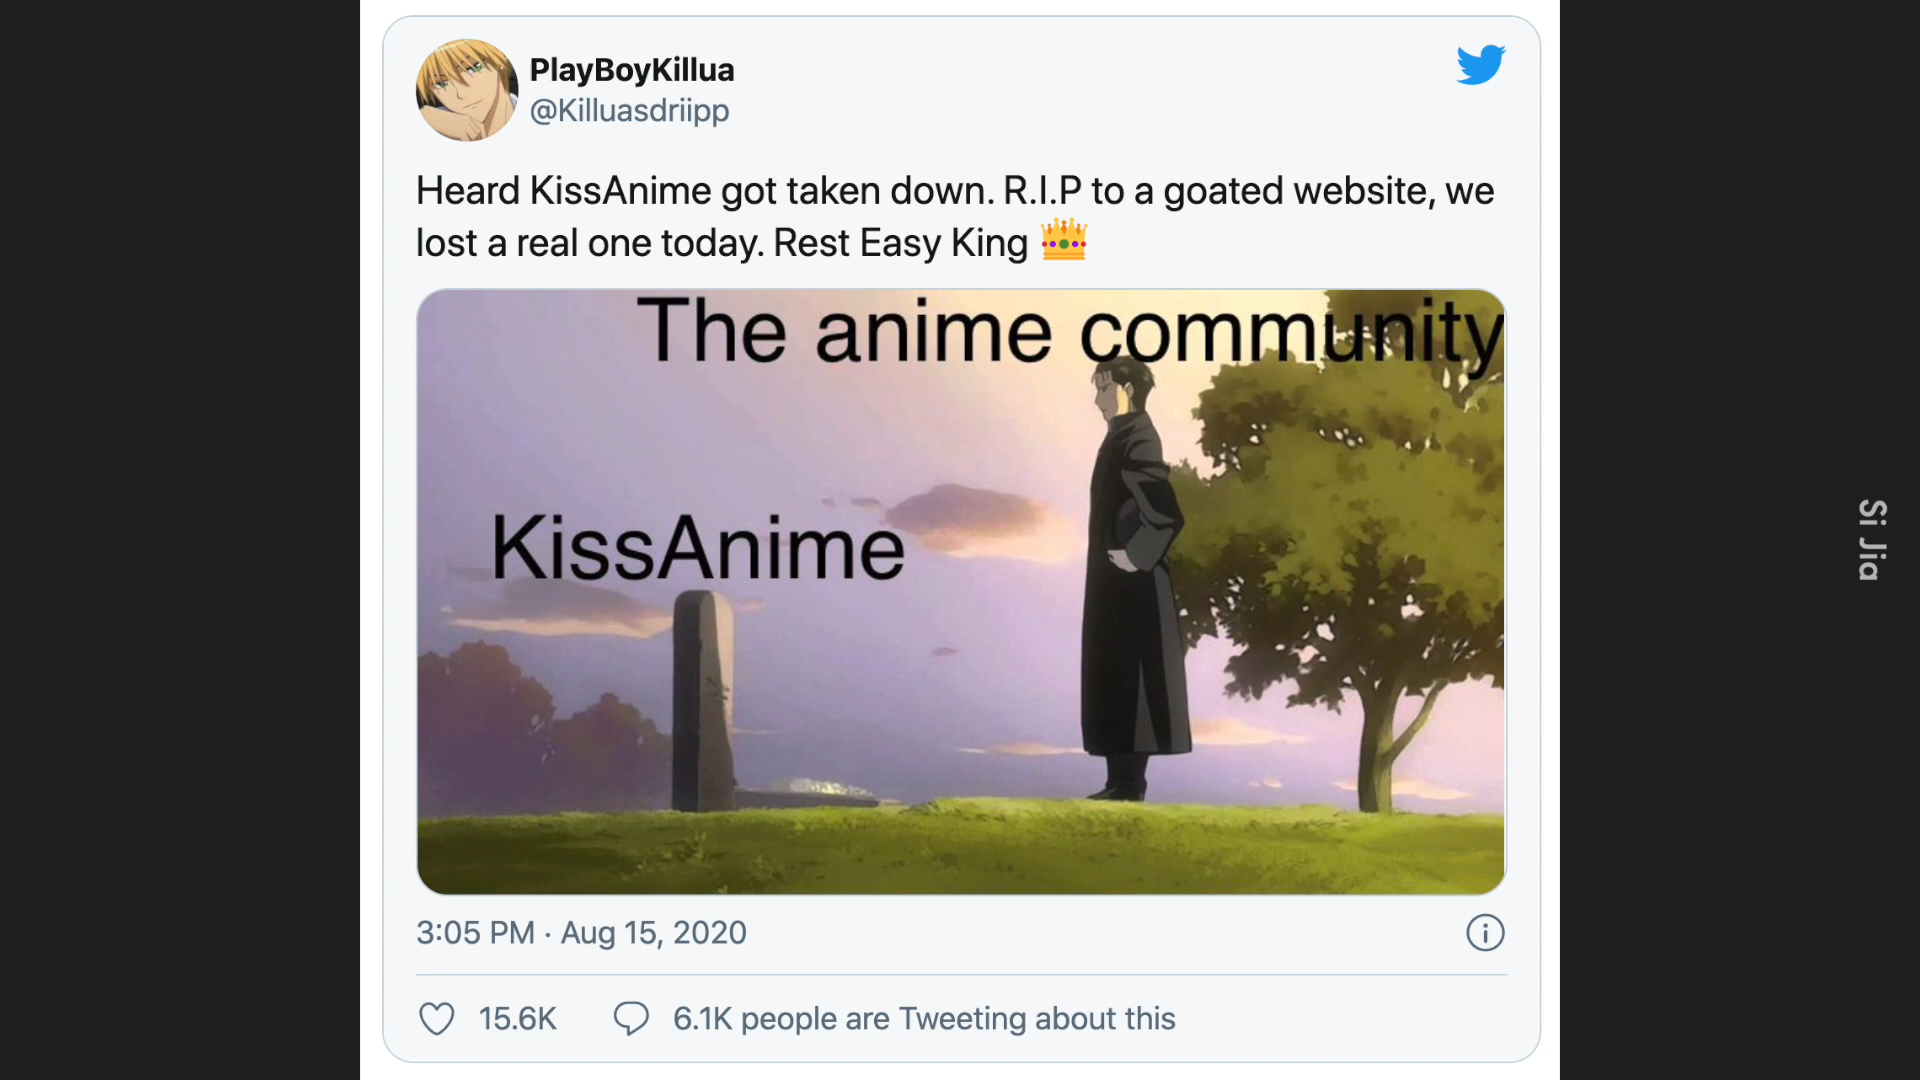 PlayBoyKillua
@Killuasdriipp
Heard KissAnime got taken down. R.I.P to a goated website, we
lost a real one today. Rest Easy King 👑
The anime community
KissAnime
3:05 PM · Aug 15, 2020
15.6K
6.1K people are Tweeting about this
Si Jia